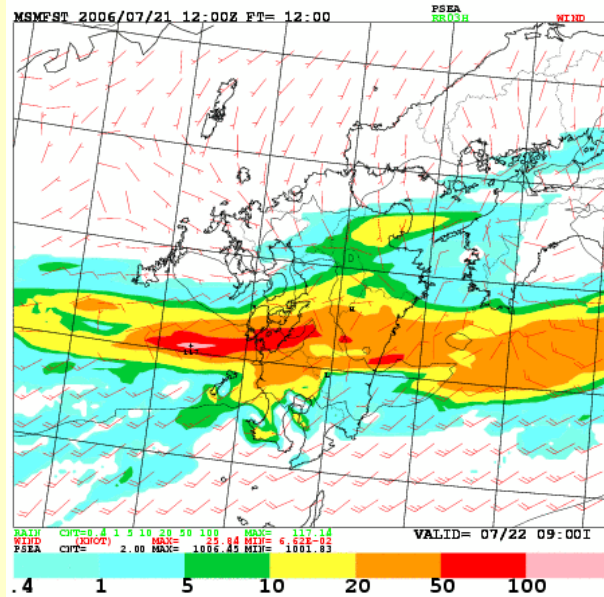 MSMFST 2006/07/21 12:00Z FT= 12:00
PSEA
RR03H
WIND
RAIN CNT=0.4 1 5 10 20 50 100 MAX= 117.14
WIND (KNOT) MAX= 25.84 MIN= 6.62E-02
PSEA CNT= 2.00 MAX= 1006.45 MIN= 1001.83
VALID= 07/22 09:00I
.4 1 5 10 20 50 100